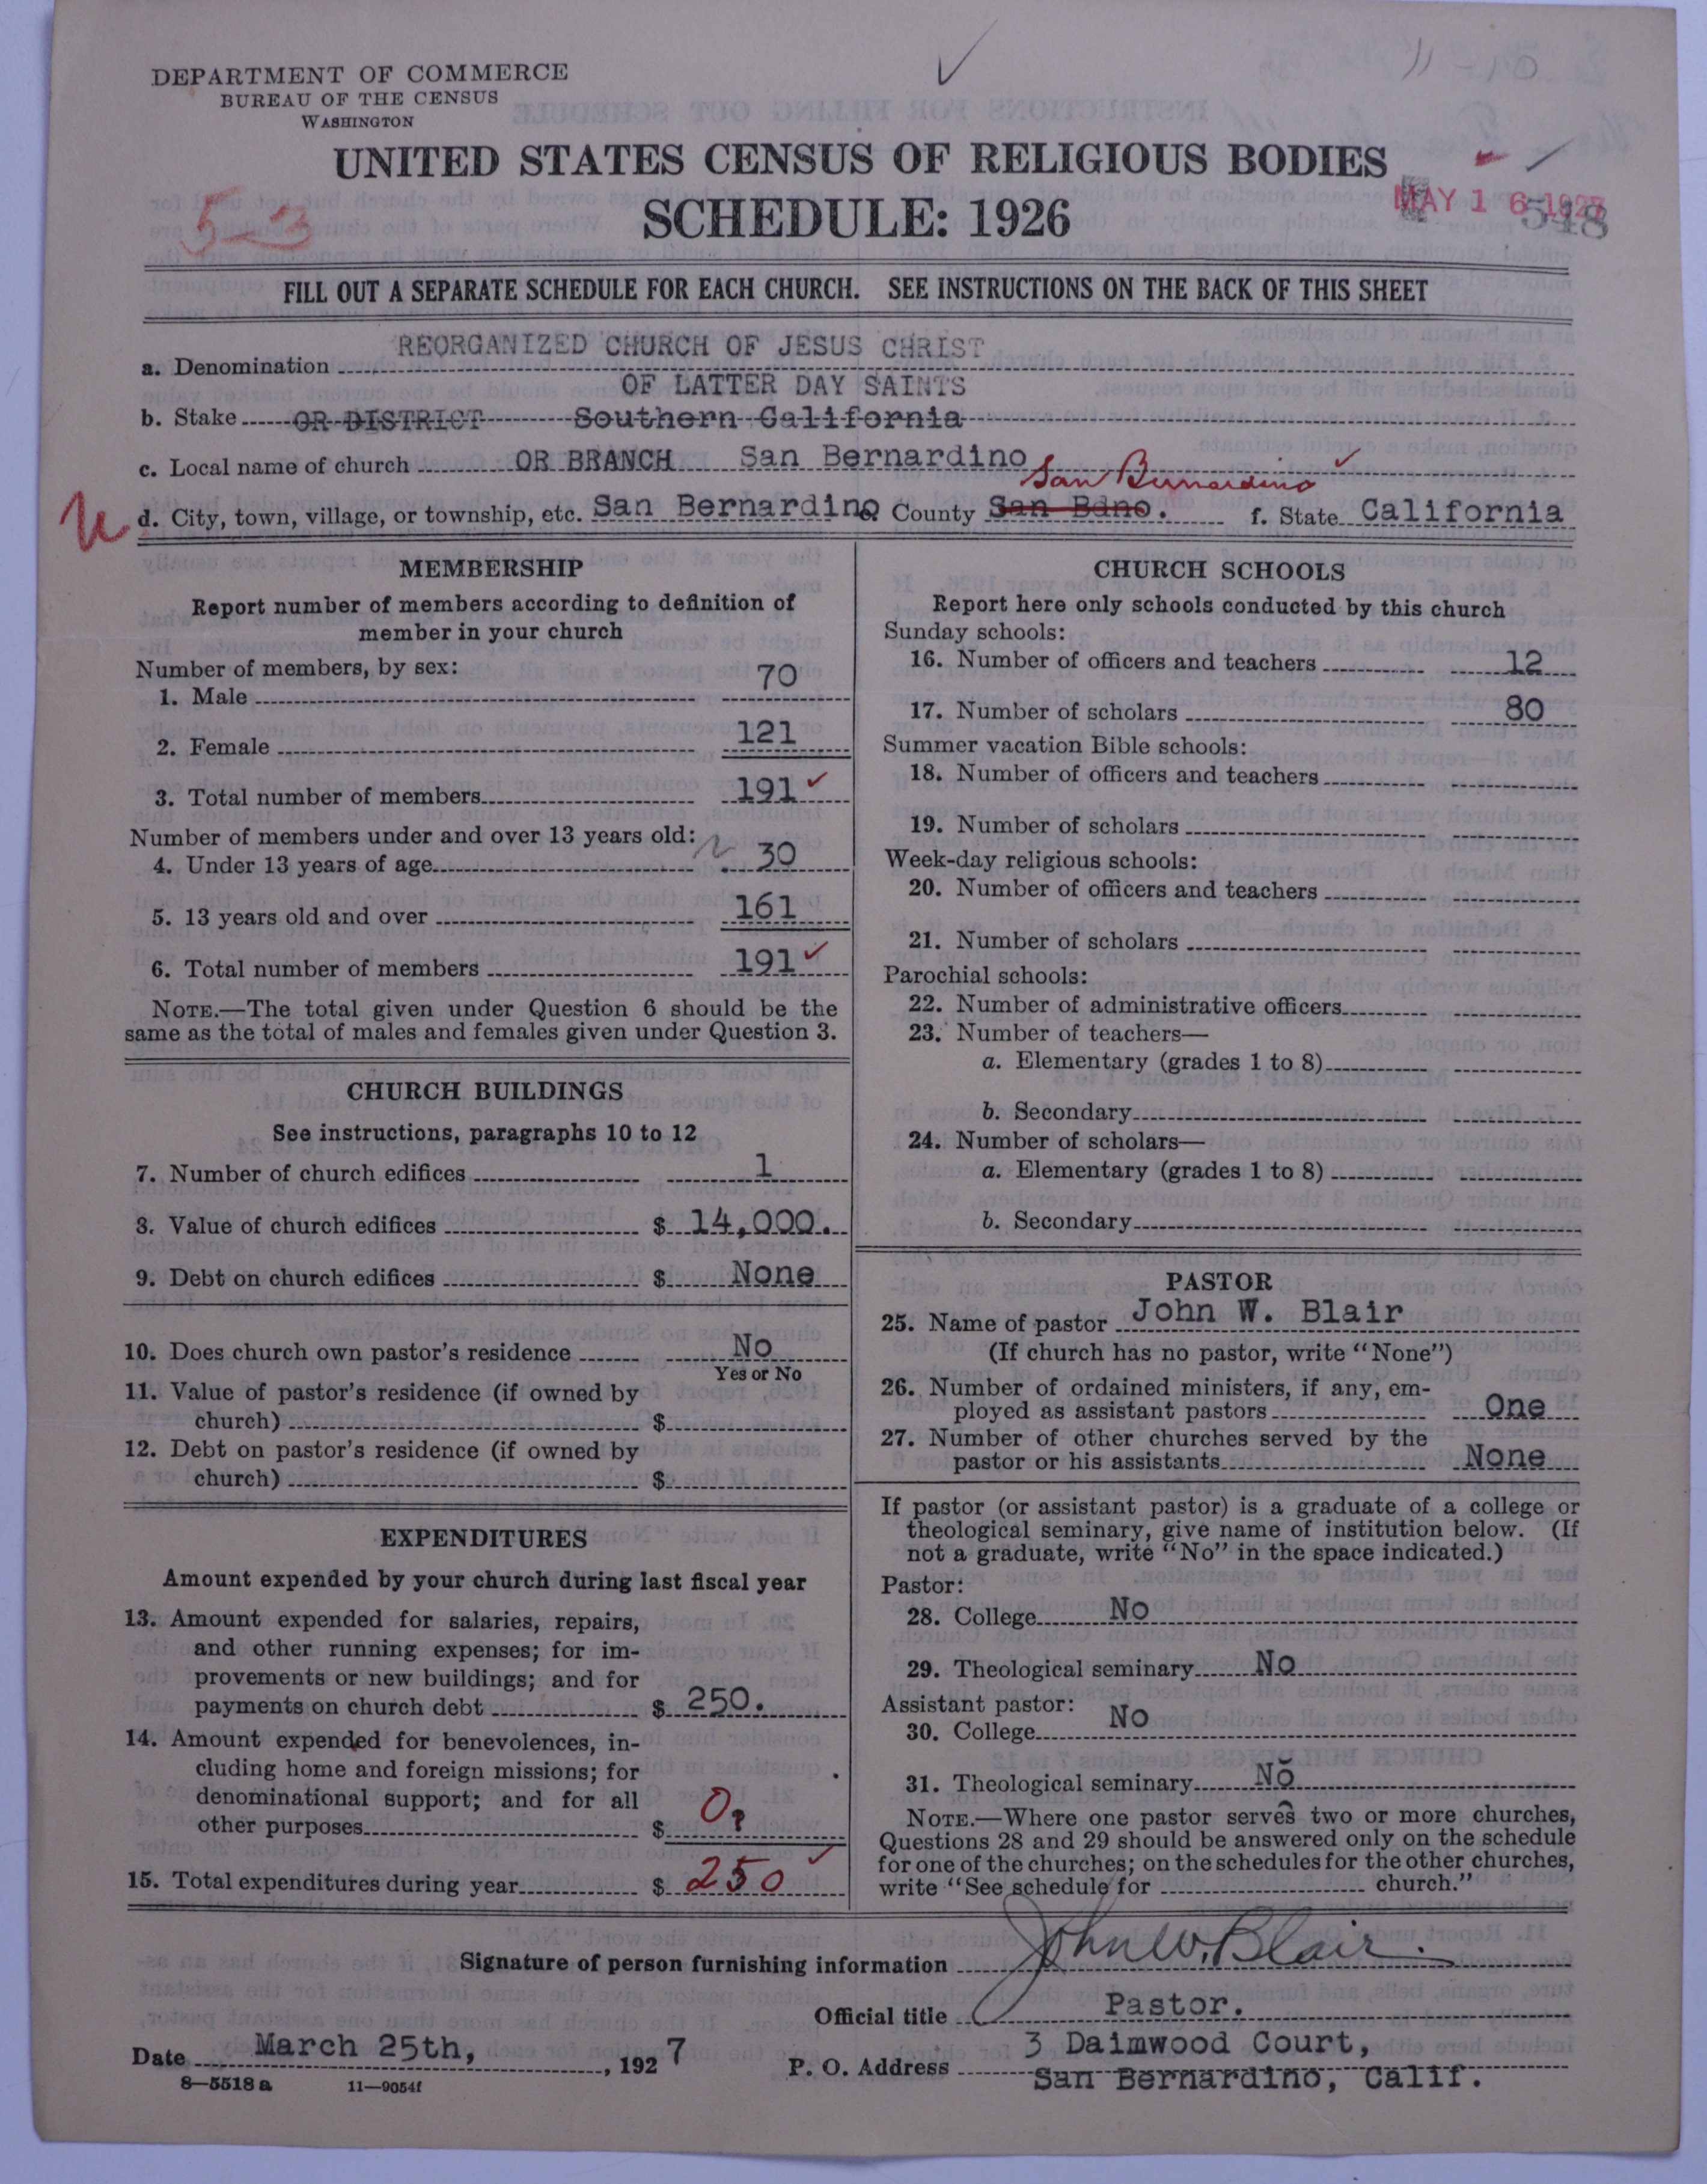 DEPARTMENT OF COMMERCE
BUREAU OF THE CENSUS
WASHINGTON
UNITED STATES CENSUS OF RELIGIOUS BODIES
SCHEDULE: 1926
5-3
MAY 16 1927
548
FILL OUT A SEPARATE SCHEDULE FOR EACH CHURCH. SEE INSTRUCTIONS ON THE BACK OF THIS SHEET
REORGANIZED CHURCH OF JESUS CHRIST
a. Denomination
OF LATTER DAY SAINTS
b. Stake OR DISTRICT Southern California
c. Local name of church OR BRANCH San Bernardino
San Bernardino
d. City, town, village, or township, etc. San Bernardino e. County San Bdno. f. State California
MEMBERSHIP
Report number of members according to definition of
member in your church
Number of members, by sex:
1. Male 70
2. Female 121
3. Total number of members 191
Number of members under and over 13 years old:
4. Under 13 years of age 30
5. 13 years old and over 161
6. Total number of members 191
NOTE.—The total given under Question 6 should be the
same as the total of males and females given under Question 3.
CHURCH BUILDINGS
See instructions, paragraphs 10 to 12
7. Number of church edifices 1
8. Value of church edifices $ 14,000.
9. Debt on church edifices $ None
10. Does church own pastor's residence No
Yes or No
11. Value of pastor's residence (if owned by
church) $
12. Debt on pastor's residence (if owned by
church) $
EXPENDITURES
Amount expended by your church during last fiscal year
13. Amount expended for salaries, repairs,
and other running expenses; for im-
provements or new buildings; and for
payments on church debt $ 250.
14. Amount expended for benevolences, in-
cluding home and foreign missions; for
denominational support; and for all
other purposes $ 0?
15. Total expenditures during year $ 250
CHURCH SCHOOLS
Report here only schools conducted by this church
Sunday schools:
16. Number of officers and teachers 12
17. Number of scholars 80
Summer vacation Bible schools:
18. Number of officers and teachers
19. Number of scholars
Week-day religious schools:
20. Number of officers and teachers
21. Number of scholars
Parochial schools:
22. Number of administrative officers
23. Number of teachers—
a. Elementary (grades 1 to 8)
b. Secondary
24. Number of scholars—
a. Elementary (grades 1 to 8)
b. Secondary
PASTOR
25. Name of pastor John W. Blair
(If church has no pastor, write "None")
26. Number of ordained ministers, if any, em-
ployed as assistant pastors One
27. Number of other churches served by the
pastor or his assistants None
If pastor (or assistant pastor) is a graduate of a college or
theological seminary, give name of institution below. (If
not a graduate, write "No" in the space indicated.)
Pastor:
28. College No
29. Theological seminary No
Assistant pastor:
30. College No
31. Theological seminary No
NOTE.—Where one pastor serves two or more churches,
Questions 28 and 29 should be answered only on the schedule
for one of the churches; on the schedules for the other churches,
write "See schedule for church."
Signature of person furnishing information John W. Blair.
Official title Pastor.
Date March 25th, , 1927 P. O. Address 3 Daimwood Court,
San Bernardino, Calif.
8—5518 a 11—9054f